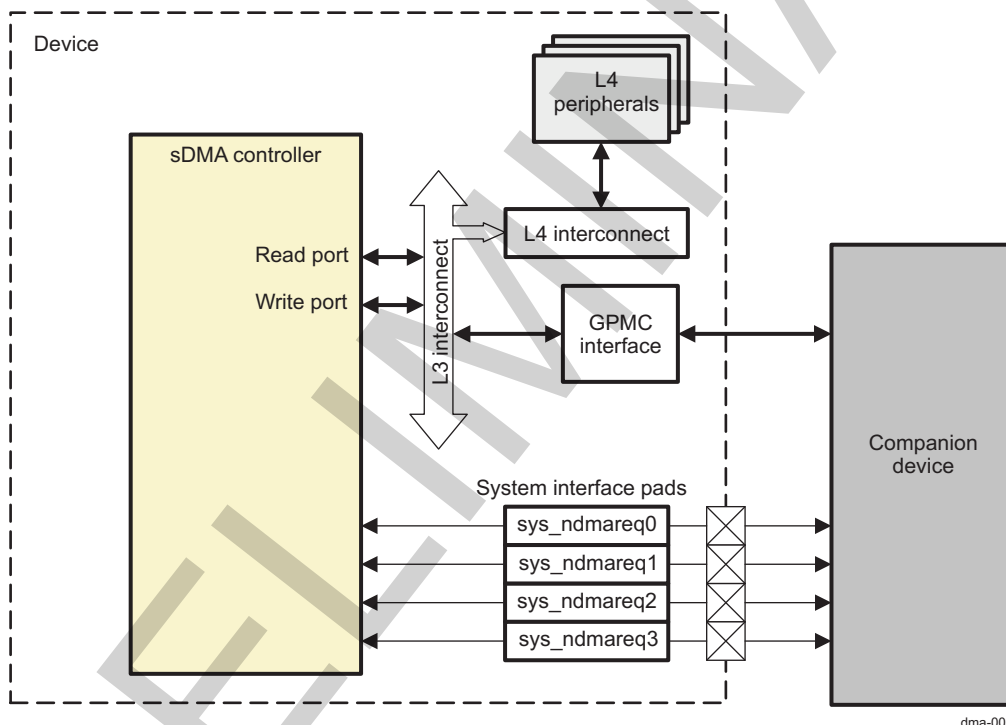 Device
L4
peripherals
sDMA controller
L4 interconnect
Read port
Write port
L3 interconnect
GPMC
interface
Companion
device
System interface pads
sys_ndmareq0
sys_ndmareq1
sys_ndmareq2
sys_ndmareq3